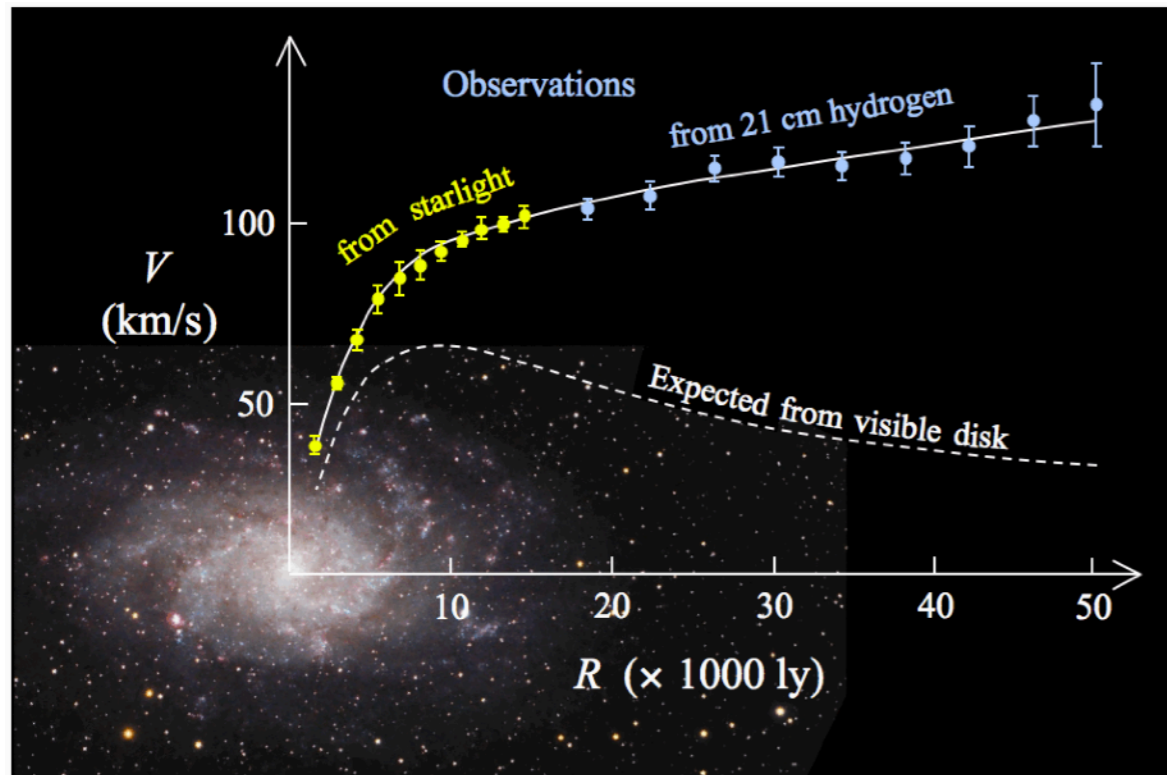 Observations
from 21 cm hydrogen
from starlight
100
V
(km/s)
50
Expected from visible disk
10 20 30 40 50
R (× 1000 ly)